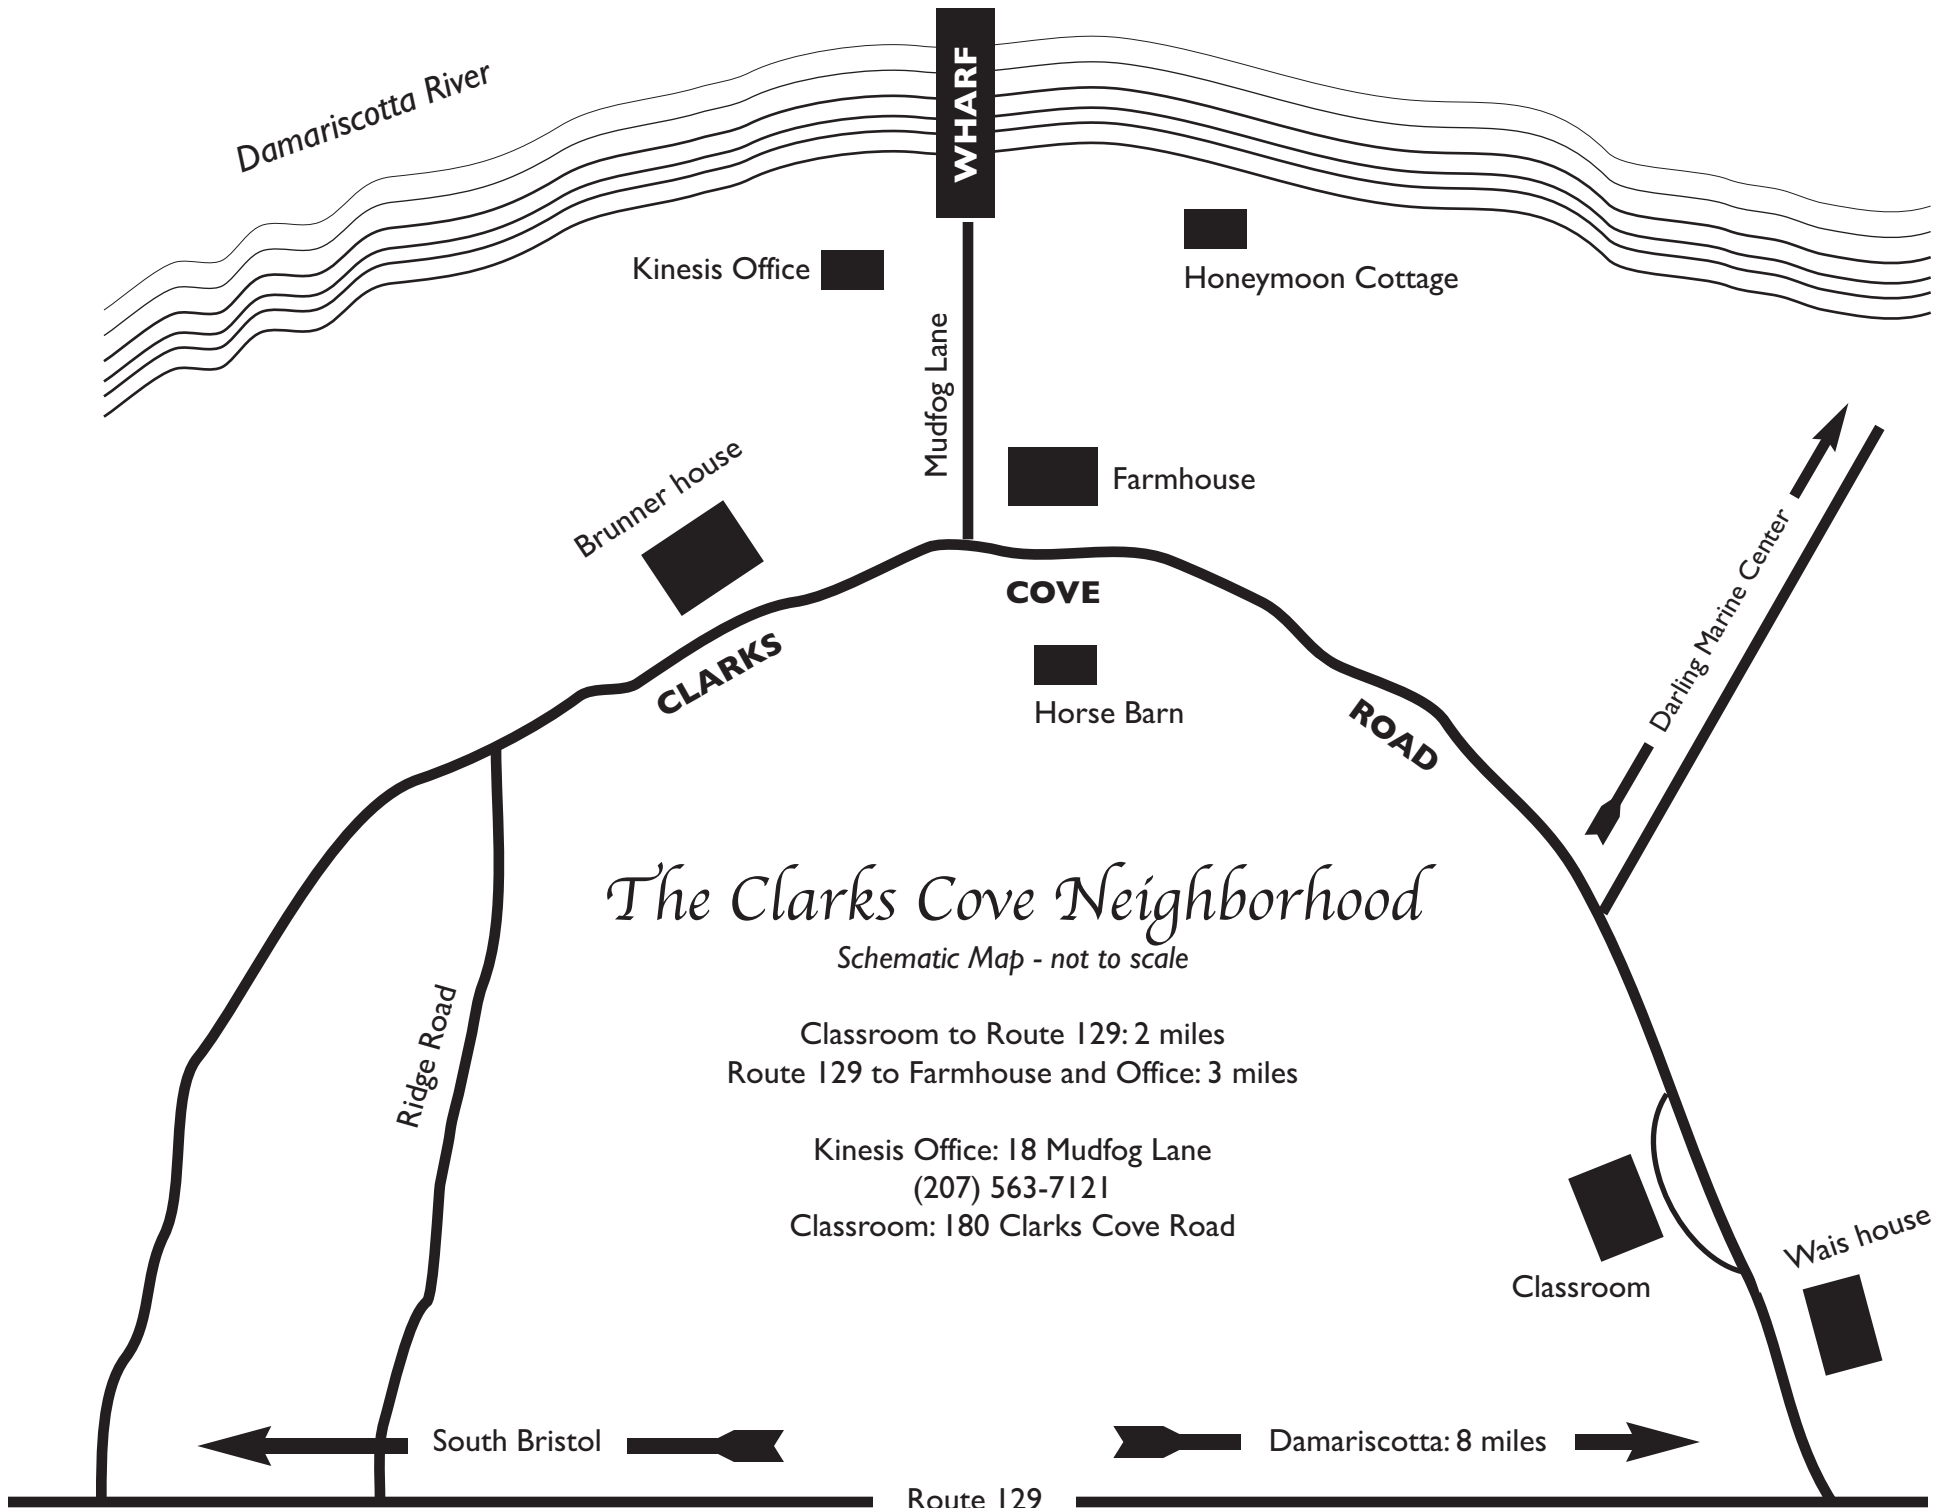 WHARF
Damariscotta River
Kinesis Office
Honeymoon Cottage
Mudfog Lane
Brunner house
Farmhouse
CLARKS
COVE
ROAD
Horse Barn
Darling Marine Center
The Clarks Cove Neighborhood
Schematic Map - not to scale
Classroom to Route 129: 2 miles
Route 129 to Farmhouse and Office: 3 miles
Kinesis Office: 18 Mudfog Lane
(207) 563-7121
Classroom: 180 Clarks Cove Road
Ridge Road
Classroom
Wais house
South Bristol
Damariscotta: 8 miles
Route 129